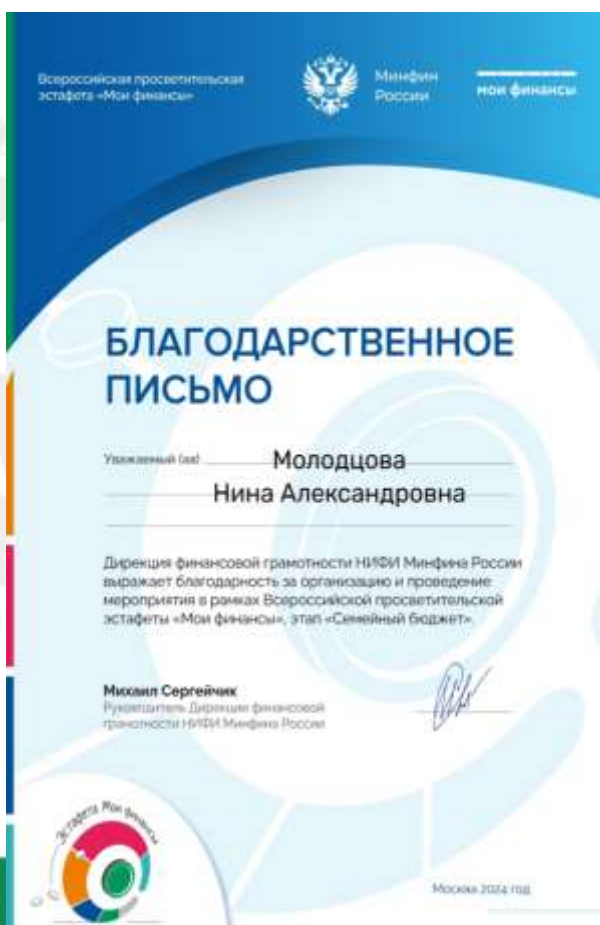 Всероссийская просветительская
эстафета «Мои финансы»
Минфин
России
мои финансы
БЛАГОДАРСТВЕННОЕ
ПИСЬМО
Уважаемый (ая) Молодцова
Нина Александровна
Дирекция финансовой грамотности НИФИ Минфина России
выражает благодарность за организацию и проведение
мероприятия в рамках Всероссийской просветительской
эстафеты «Мои финансы», этап «Семейный бюджет».
Михаил Сергейчик
Руководитель Дирекции финансовой
грамотности НИФИ Минфина России
Эстафета Мои финансы
Москва 2024 год